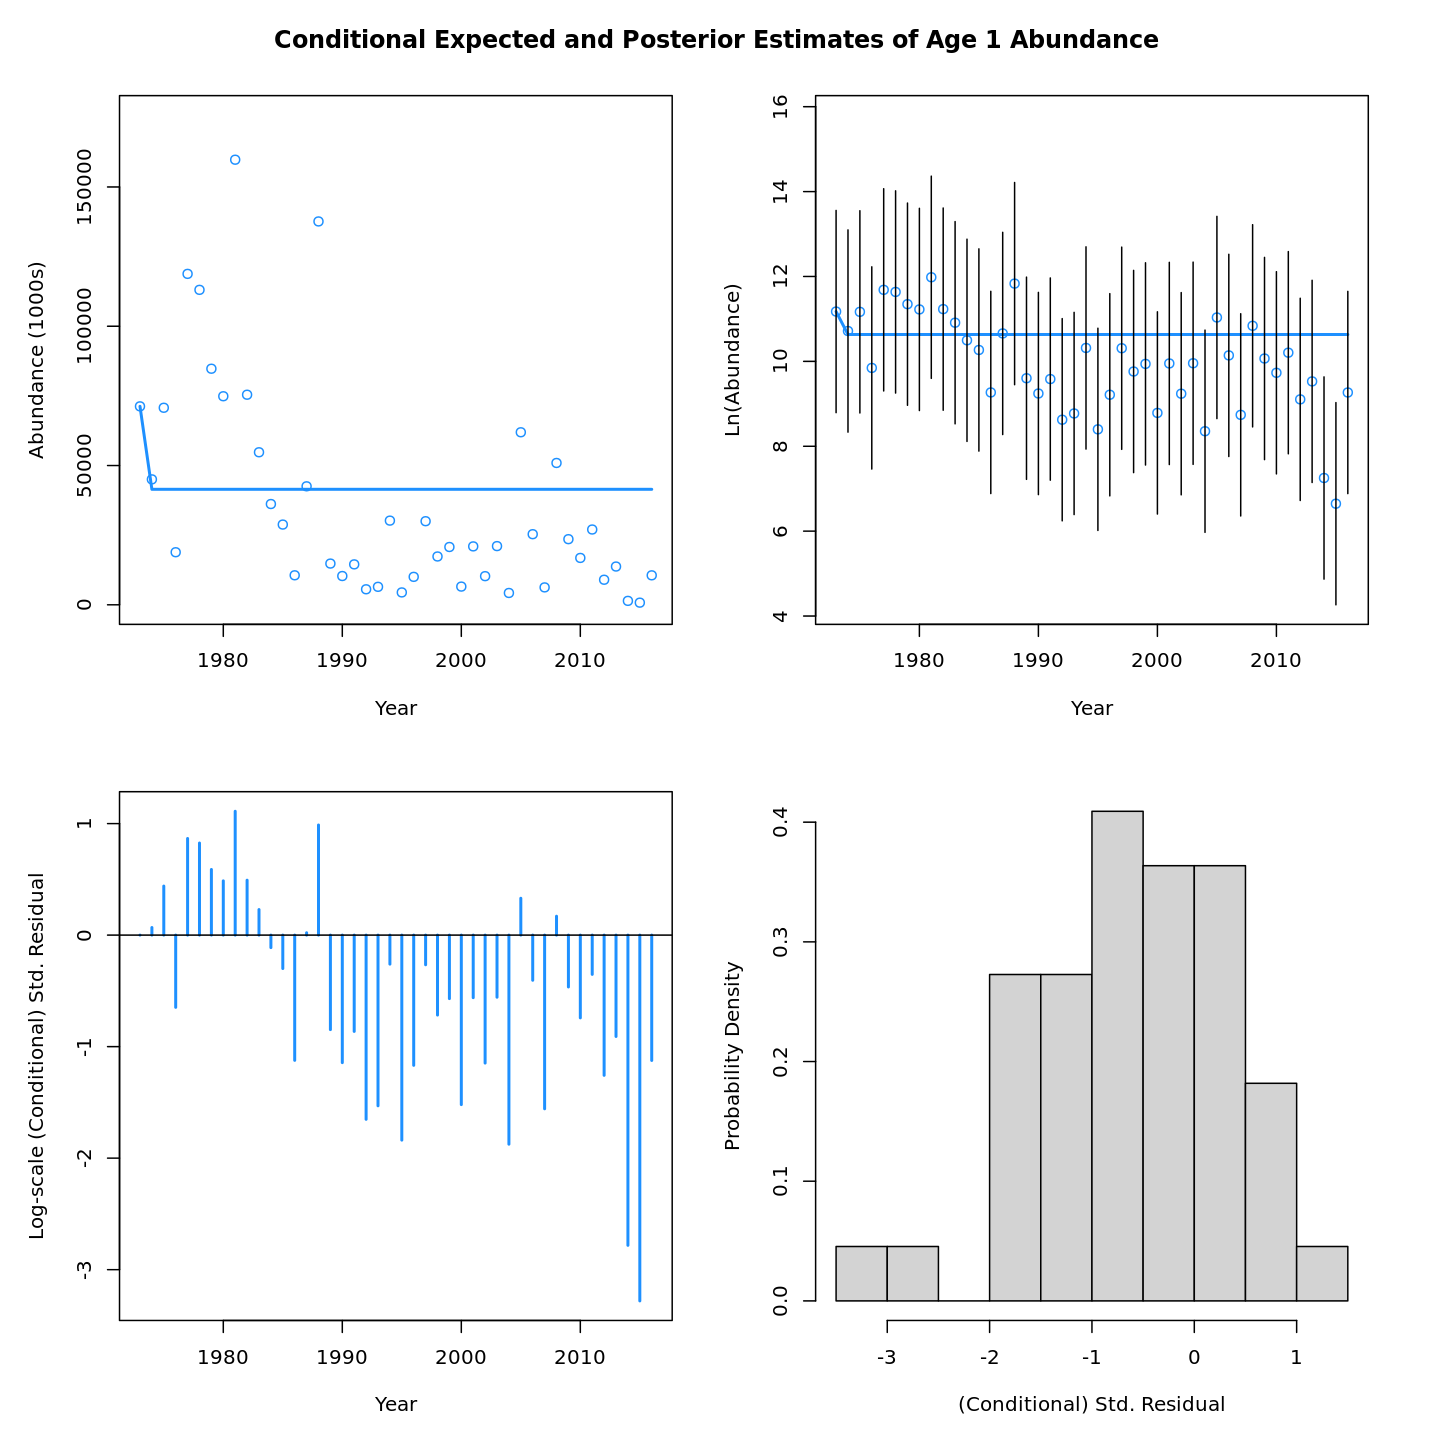 Conditional Expected and Posterior Estimates of Age 1 Abundance
Abundance (1000s)
150000
100000
50000
0
1980 1990 2000 2010
Year
Ln(Abundance)
16
14
12
10
8
6
4
1980 1990 2000 2010
Year
Log-scale (Conditional) Std. Residual
1
0
-1
-2
-3
1980 1990 2000 2010
Year
Probability Density
0.4
0.3
0.2
0.1
0.0
-3 -2 -1 0 1
(Conditional) Std. Residual